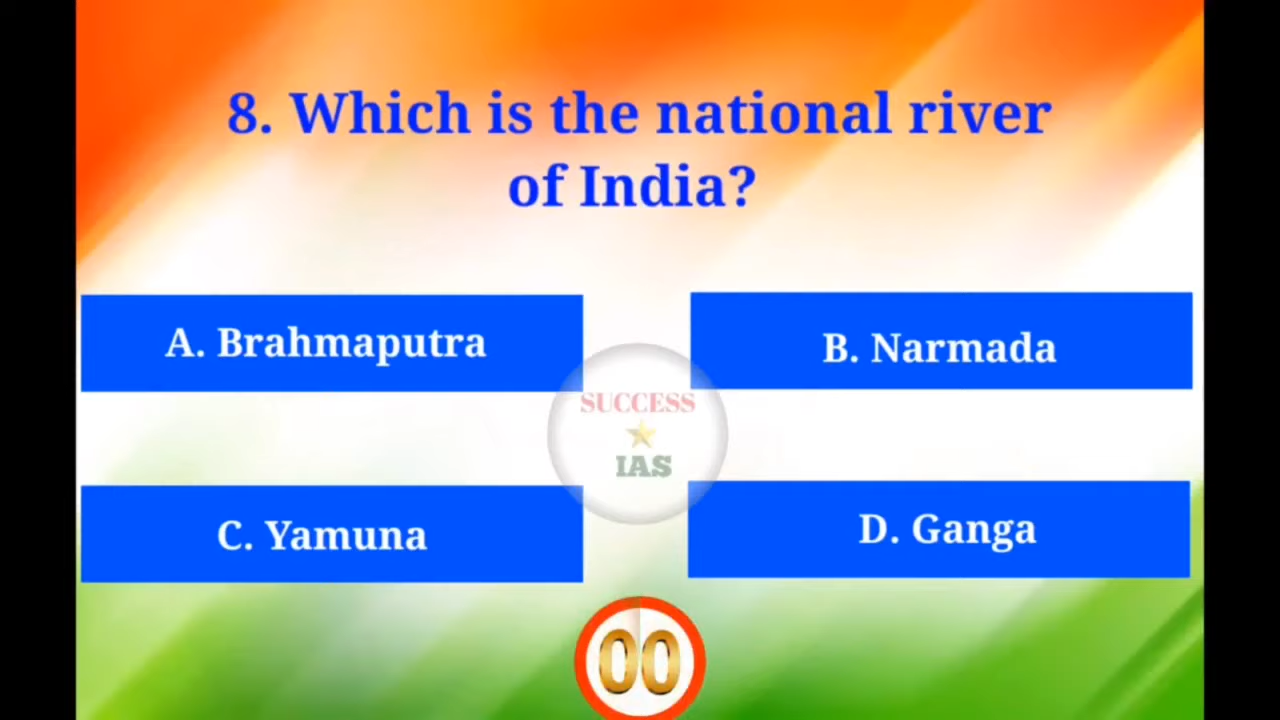 8. Which is the national river
of India?
A. Brahmaputra
B. Narmada
SUCCESS
IAS
C. Yamuna
D. Ganga
00